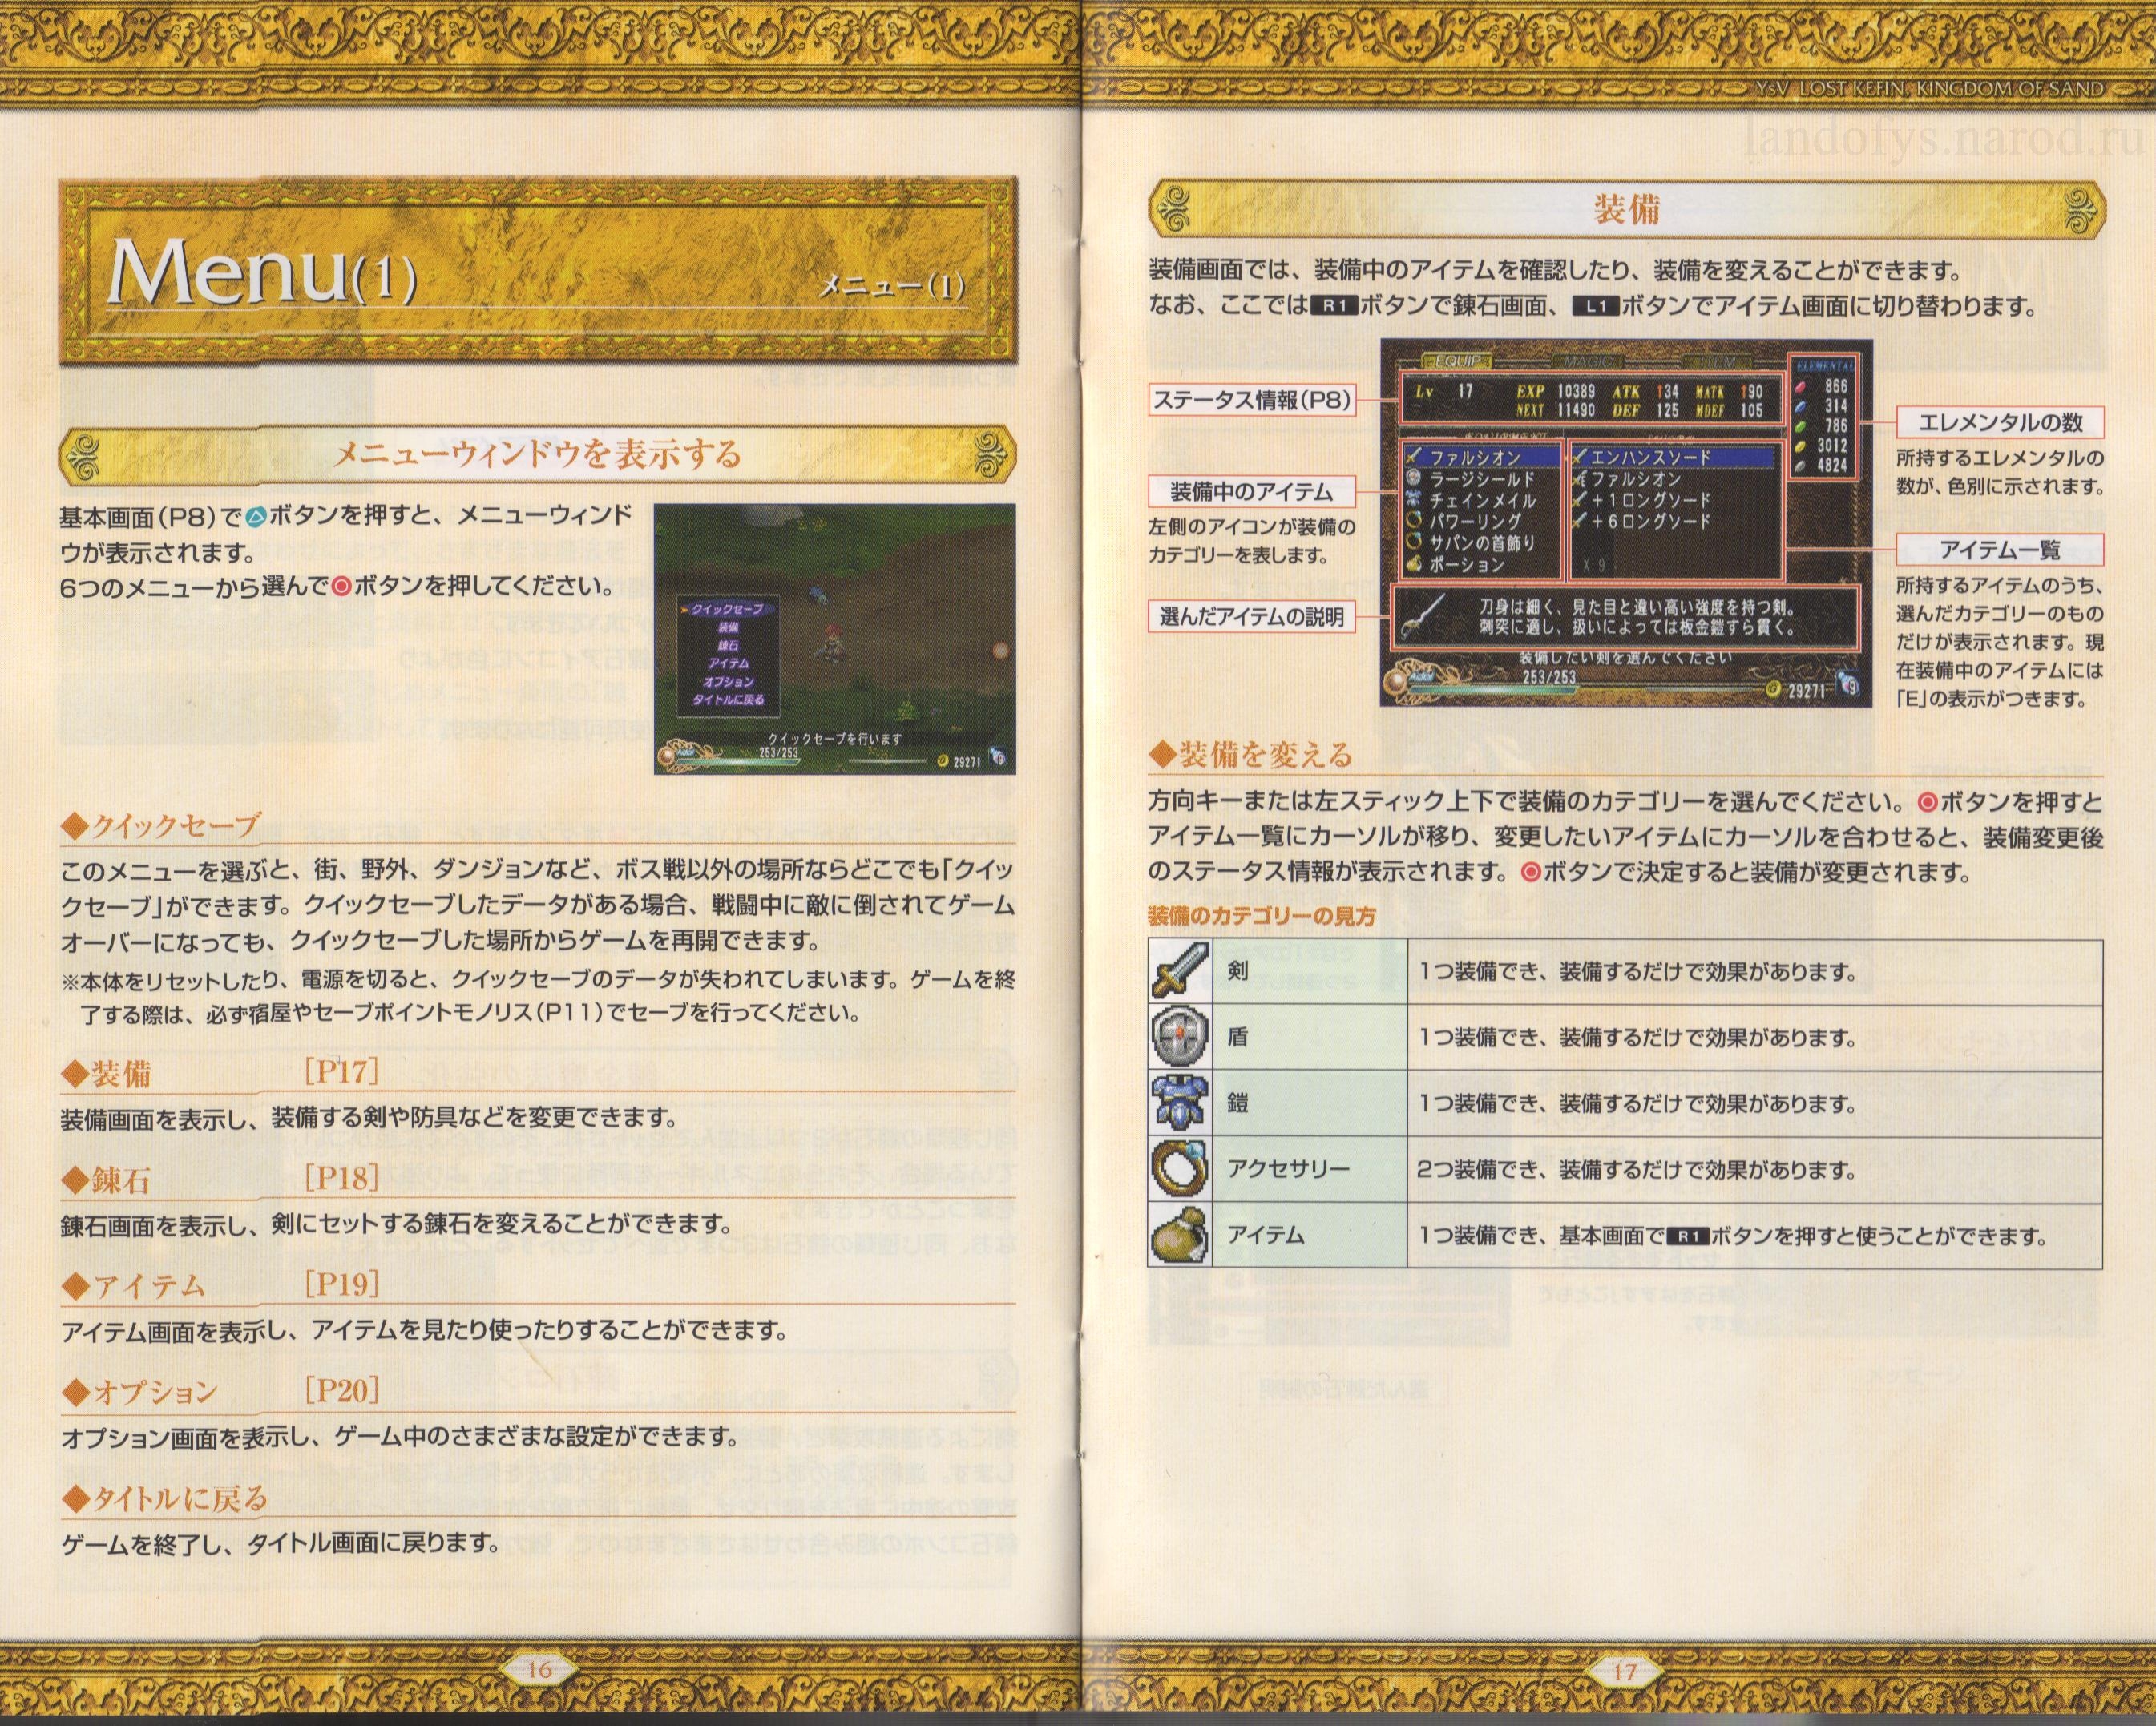 YsV LOST KEFIN, KINGDOM OF SAND
landofys.narod.ru
Menu(1)
メニュー(1)
メニューウィンドウを表示する
基本画面(P8)で△ボタンを押すと、メニューウィンド
ウが表示されます。
6つのメニューから選んで◎ボタンを押してください。
クイックセーブ
装備
錬石
アイテム
オプション
タイトルに戻る
クイックセーブを行います
Adol
253/253
29271
9
◆クイックセーブ
このメニューを選ぶと、街、野外、ダンジョンなど、ボス戦以外の場所ならどこでも「クイッ
クセーブ」ができます。クイックセーブしたデータがある場合、戦闘中に敵に倒されてゲーム
オーバーになっても、クイックセーブした場所からゲームを再開できます。
※本体をリセットしたり、電源を切ると、クイックセーブのデータが失われてしまいます。ゲームを終
了する際は、必ず宿屋やセーブポイントモノリス(P11)でセーブを行ってください。
◆装備 [P17]
装備画面を表示し、装備する剣や防具などを変更できます。
◆錬石 [P18]
錬石画面を表示し、剣にセットする錬石を変えることができます。
◆アイテム [P19]
アイテム画面を表示し、アイテムを見たり使ったりすることができます。
◆オプション [P20]
オプション画面を表示し、ゲーム中のさまざまな設定ができます。
◆タイトルに戻る
ゲームを終了し、タイトル画面に戻ります。
16
装備
装備画面では、装備中のアイテムを確認したり、装備を変えることができます。
なお、ここではR1ボタンで錬石画面、L1ボタンでアイテム画面に切り替わります。
ステータス情報(P8)
装備中のアイテム
左側のアイコンが装備の
カテゴリーを表します。
選んだアイテムの説明
EQUIP MAGIC ITEM
ELEMENTAL
Lv 17 EXP 10389 ATK ↑34 MATK ↑90
NEXT 11490 DEF 125 MDEF 105
866
314
786
3012
4824
EQUIPMENT
ファルシオン
ラージシールド
チェインメイル
パワーリング
サバンの首飾り
ポーション
エンハンスソード
E ファルシオン
+1ロングソード
+6ロングソード
X 9
刀身は細く、見た目と違い高い強度を持つ剣。
刺突に適し、扱いによっては板金鎧すら貫く。
装備したい剣を選んでください
Adol
253/253
29271
9
エレメンタルの数
所持するエレメンタルの
数が、色別に示されます。
アイテム一覧
所持するアイテムのうち、
選んだカテゴリーのもの
だけが表示されます。現
在装備中のアイテムには
「E」の表示がつきます。
◆装備を変える
方向キーまたは左スティック上下で装備のカテゴリーを選んでください。◎ボタンを押すと
アイテム一覧にカーソルが移り、変更したいアイテムにカーソルを合わせると、装備変更後
のステータス情報が表示されます。◎ボタンで決定すると装備が変更されます。
装備のカテゴリーの見方
剣 1つ装備でき、装備するだけで効果があります。
盾 1つ装備でき、装備するだけで効果があります。
鎧 1つ装備でき、装備するだけで効果があります。
アクセサリー 2つ装備でき、装備するだけで効果があります。
アイテム 1つ装備でき、基本画面でR1ボタンを押すと使うことができます。
17